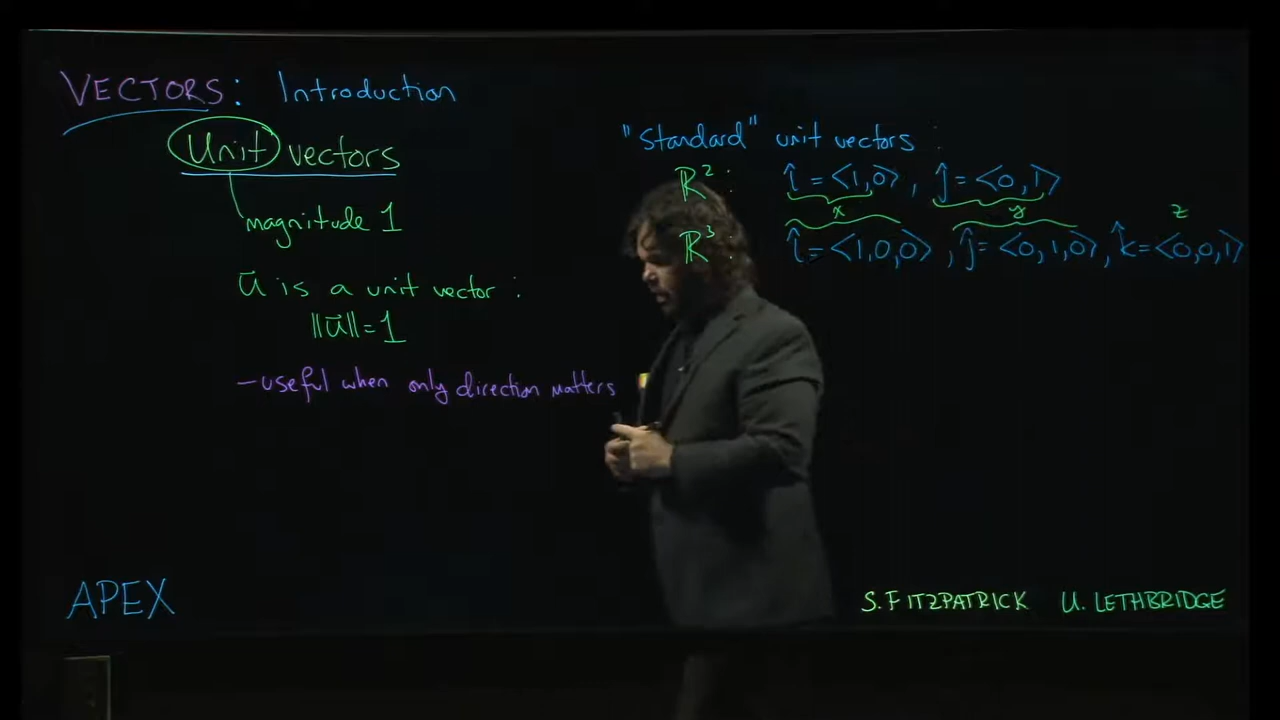 VECTORS: Introduction
Unit vectors
magnitude 1
u⃗ is a unit vector:
‖u⃗‖=1
-useful when only direction matters
"Standard" unit vectors:
ℝ²: î=<1,0>, ĵ=<0,1>
x y z
ℝ³: î=<1,0,0>, ĵ=<0,1,0>, k̂=<0,0,1>
APEX
S.FITZPATRICK U. LETHBRIDGE